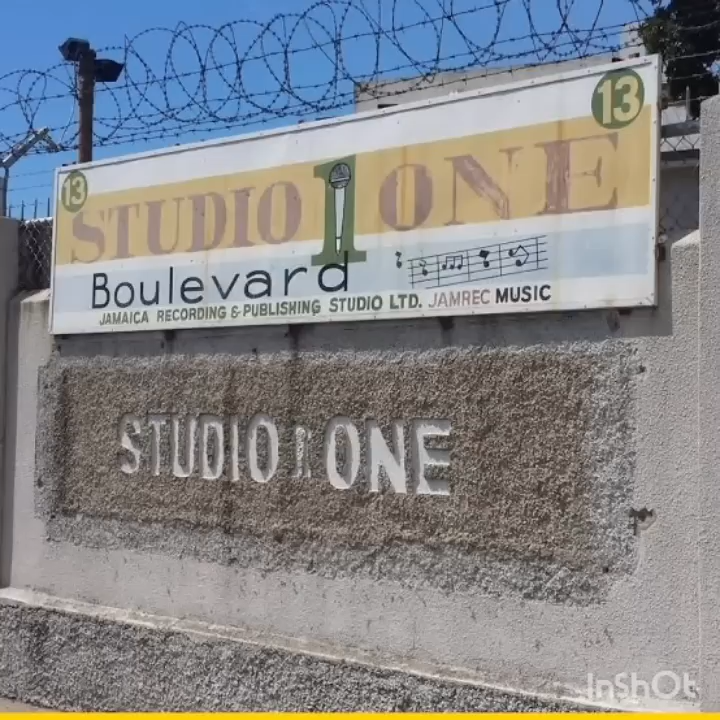 13
13
STUDIO 1 ONE
Boulevard
JAMAICA RECORDING & PUBLISHING STUDIO LTD. JAMREC MUSIC
STUDIO 1 ONE
InShOt